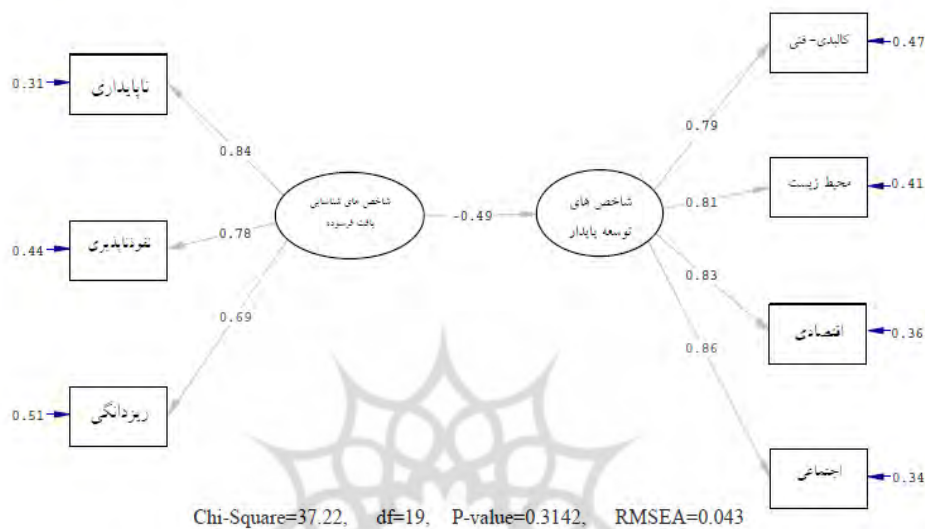 ناپایداری
0.31
0.84
نفوذناپذیری
0.44
0.78
ریزدانگی
0.51
0.69
شاخص های شناسایی
بافت فرسوده
-0.49
شاخص های
توسعه پایدار
کالبدی-فنی
0.47
0.79
محیط زیست
0.41
0.81
اقتصادی
0.36
0.83
اجتماعی
0.34
0.86
Chi-Square=37.22, df=19, P-value=0.3142, RMSEA=0.043